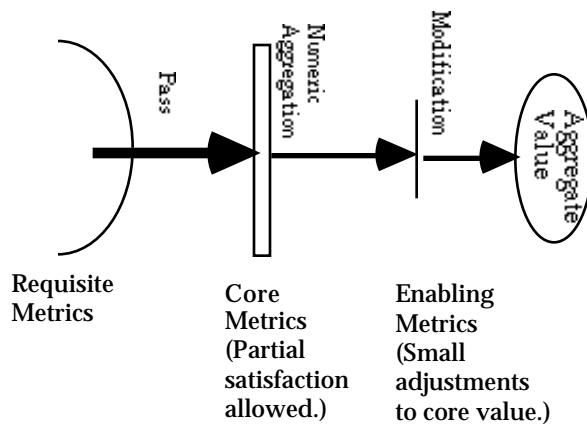 Pass
Numeric
Aggregation
Modification
Aggregate
Value
Requisite
Metrics
Core
Metrics
(Partial
satisfaction
allowed.)
Enabling
Metrics
(Small
adjustments
to core value.)